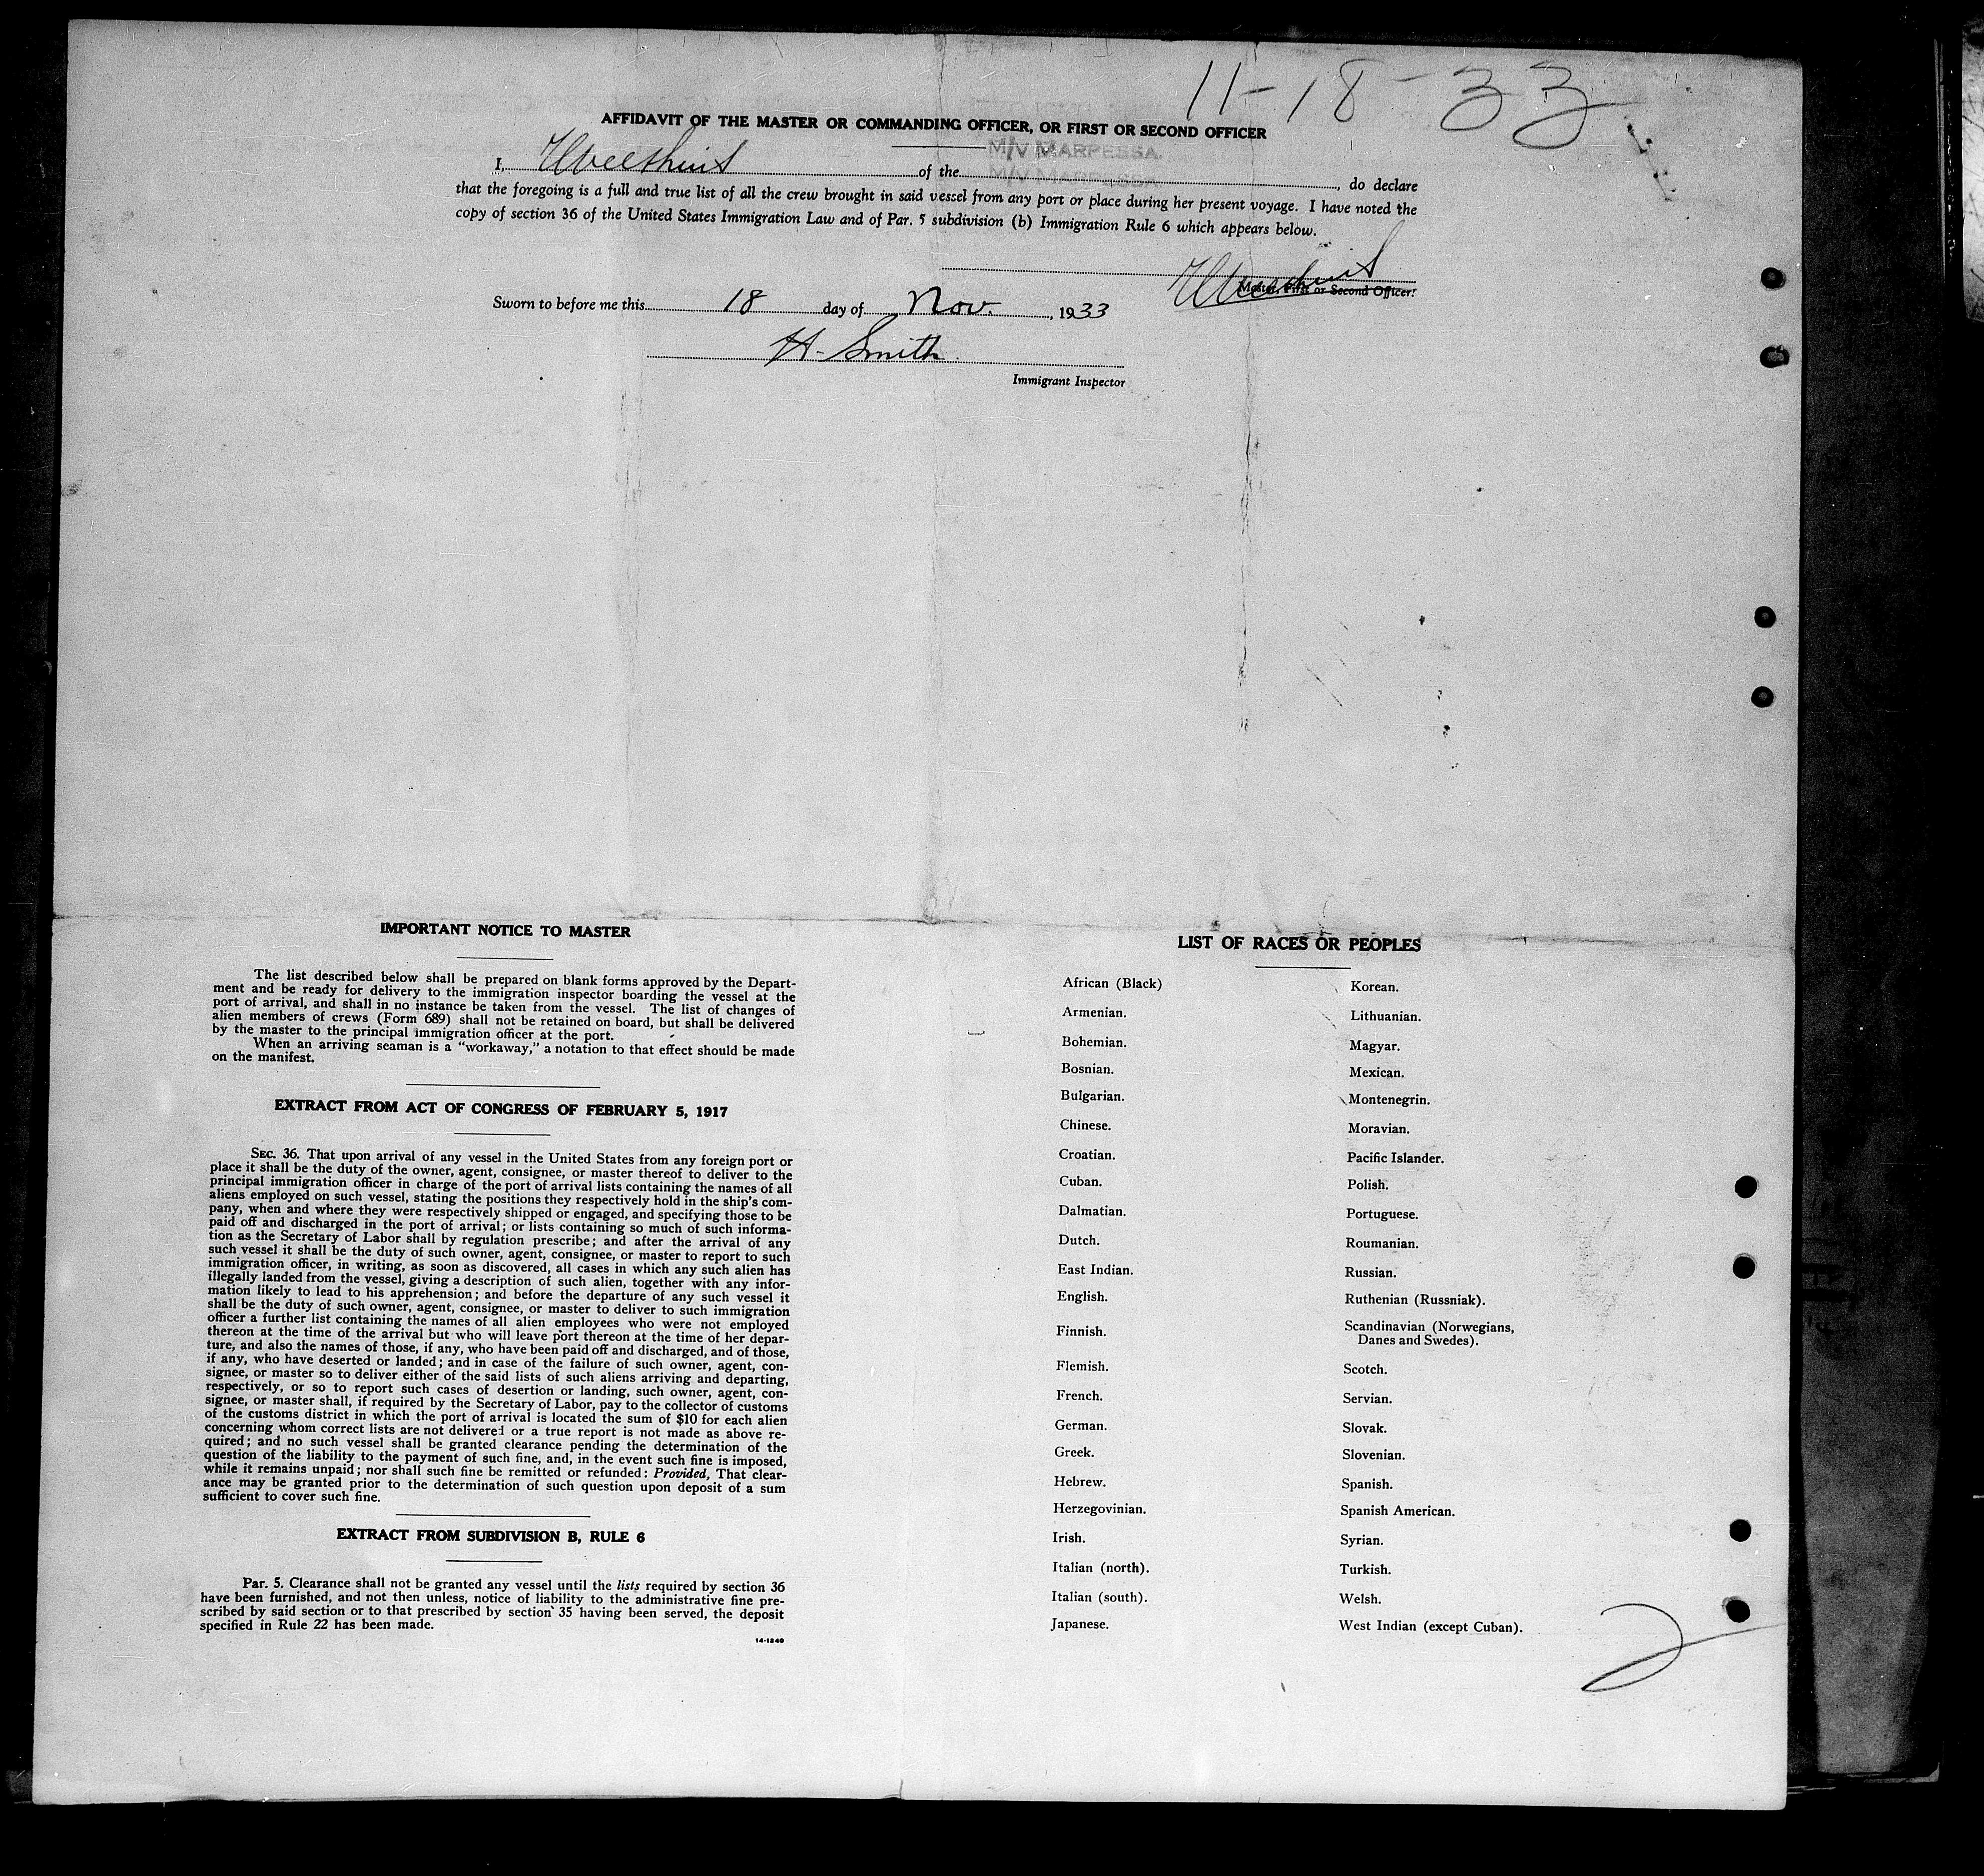 11-18-33
AFFIDAVIT OF THE MASTER OR COMMANDING OFFICER, OR FIRST OR SECOND OFFICER
M/V MARPESSA.
I, of the M/V MARPESSA , do declare
that the foregoing is a full and true list of all the crew brought in said vessel from any port or place during her present voyage. I have noted the
copy of section 36 of the United States Immigration Law and of Par. 5 subdivision (b) Immigration Rule 6 which appears below.
Master, First or Second Officer.
Sworn to before me this 18 day of Nov. , 1933
H. Smith
Immigrant Inspector
IMPORTANT NOTICE TO MASTER
The list described below shall be prepared on blank forms approved by the Depart-
ment and be ready for delivery to the immigration inspector boarding the vessel at the
port of arrival, and shall in no instance be taken from the vessel. The list of changes of
alien members of crews (Form 689) shall not be retained on board, but shall be delivered
by the master to the principal immigration officer at the port.
When an arriving seaman is a "workaway," a notation to that effect should be made
on the manifest.
EXTRACT FROM ACT OF CONGRESS OF FEBRUARY 5, 1917
SEC. 36. That upon arrival of any vessel in the United States from any foreign port or
place it shall be the duty of the owner, agent, consignee, or master thereof to deliver to the
principal immigration officer in charge of the port of arrival lists containing the names of all
aliens employed on such vessel, stating the positions they respectively hold in the ship's com-
pany, when and where they were respectively shipped or engaged, and specifying those to be
paid off and discharged in the port of arrival; or lists containing so much of such informa-
tion as the Secretary of Labor shall by regulation prescribe; and after the arrival of any
such vessel it shall be the duty of such owner, agent, consignee, or master to report to such
immigration officer, in writing, as soon as discovered, all cases in which any such alien has
illegally landed from the vessel, giving a description of such alien, together with any infor-
mation likely to lead to his apprehension; and before the departure of any such vessel it
shall be the duty of such owner, agent, consignee, or master to deliver to such immigration
officer a further list containing the names of all alien employees who were not employed
thereon at the time of the arrival but who will leave port thereon at the time of her depar-
ture, and also the names of those, if any, who have been paid off and discharged, and of those,
if any, who have deserted or landed; and in case of the failure of such owner, agent, con-
signee, or master so to deliver either of the said lists of such aliens arriving and departing,
respectively, or so to report such cases of desertion or landing, such owner, agent, con-
signee, or master shall, if required by the Secretary of Labor, pay to the collector of customs
of the customs district in which the port of arrival is located the sum of $10 for each alien
concerning whom correct lists are not delivered or a true report is not made as above re-
quired; and no such vessel shall be granted clearance pending the determination of the
question of the liability to the payment of such fine, and, in the event such fine is imposed,
while it remains unpaid; nor shall such fine be remitted or refunded: Provided, That clear-
ance may be granted prior to the determination of such question upon deposit of a sum
sufficient to cover such fine.
EXTRACT FROM SUBDIVISION B, RULE 6
Par. 5. Clearance shall not be granted any vessel until the lists required by section 36
have been furnished, and not then unless, notice of liability to the administrative fine pre-
scribed by said section or to that prescribed by section 35 having been served, the deposit
specified in Rule 22 has been made.
14-1240
LIST OF RACES OR PEOPLES
African (Black)
Armenian.
Bohemian.
Bosnian.
Bulgarian.
Chinese.
Croatian.
Cuban.
Dalmatian.
Dutch.
East Indian.
English.
Finnish.
Flemish.
French.
German.
Greek.
Hebrew.
Herzegovinian.
Irish.
Italian (north).
Italian (south).
Japanese.
Korean.
Lithuanian.
Magyar.
Mexican.
Montenegrin.
Moravian.
Pacific Islander.
Polish.
Portuguese.
Roumanian.
Russian.
Ruthenian (Russniak).
Scandinavian (Norwegians,
Danes and Swedes).
Scotch.
Servian.
Slovak.
Slovenian.
Spanish.
Spanish American.
Syrian.
Turkish.
Welsh.
West Indian (except Cuban).
2